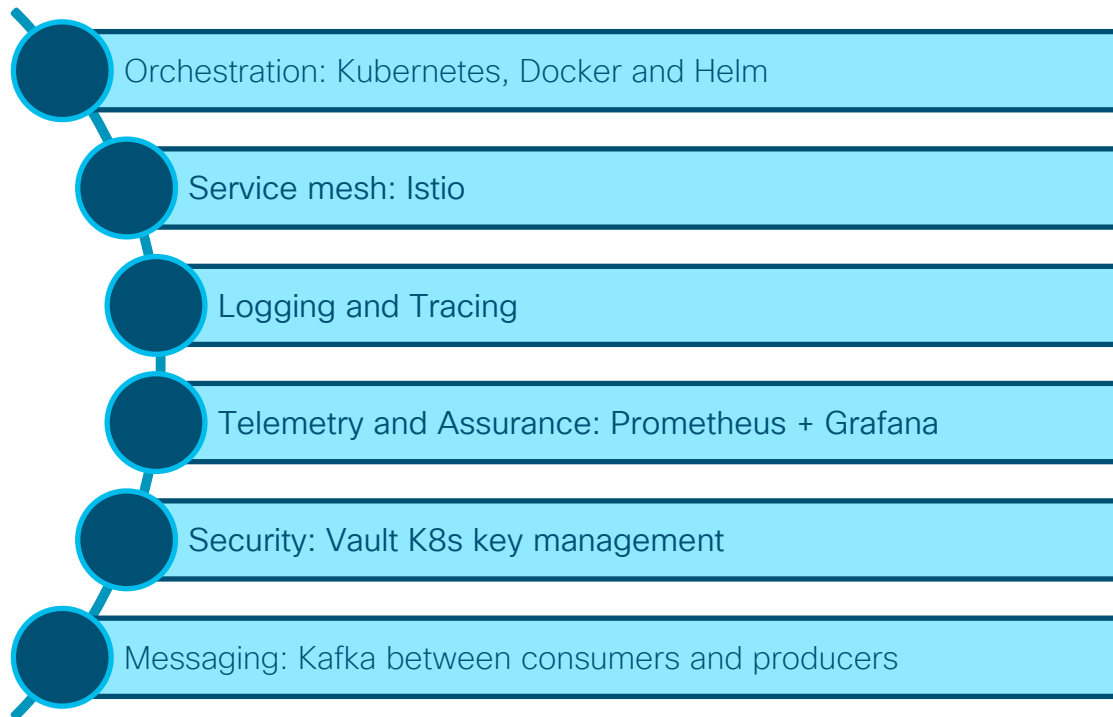 Orchestration: Kubernetes, Docker and Helm
Service mesh: Istio
Logging and Tracing
Telemetry and Assurance: Prometheus + Grafana
Security: Vault K8s key management
Messaging: Kafka between consumers and producers